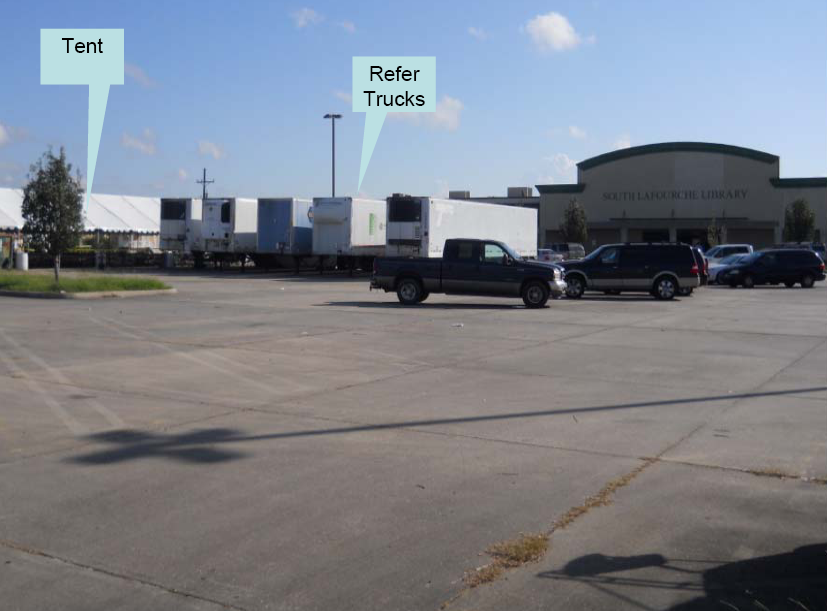 Tent
Refer
Trucks
SOUTH LAFOURCHE LIBRARY